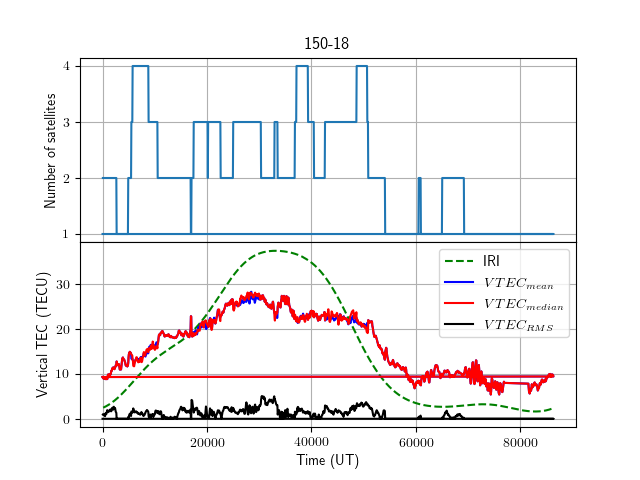 150-18
Number of satellites
4
3
2
1
Vertical TEC (TECU)
30
20
10
0
IRI
VTEC_mean
VTEC_median
VTEC_RMS
0 20000 40000 60000 80000
Time (UT)